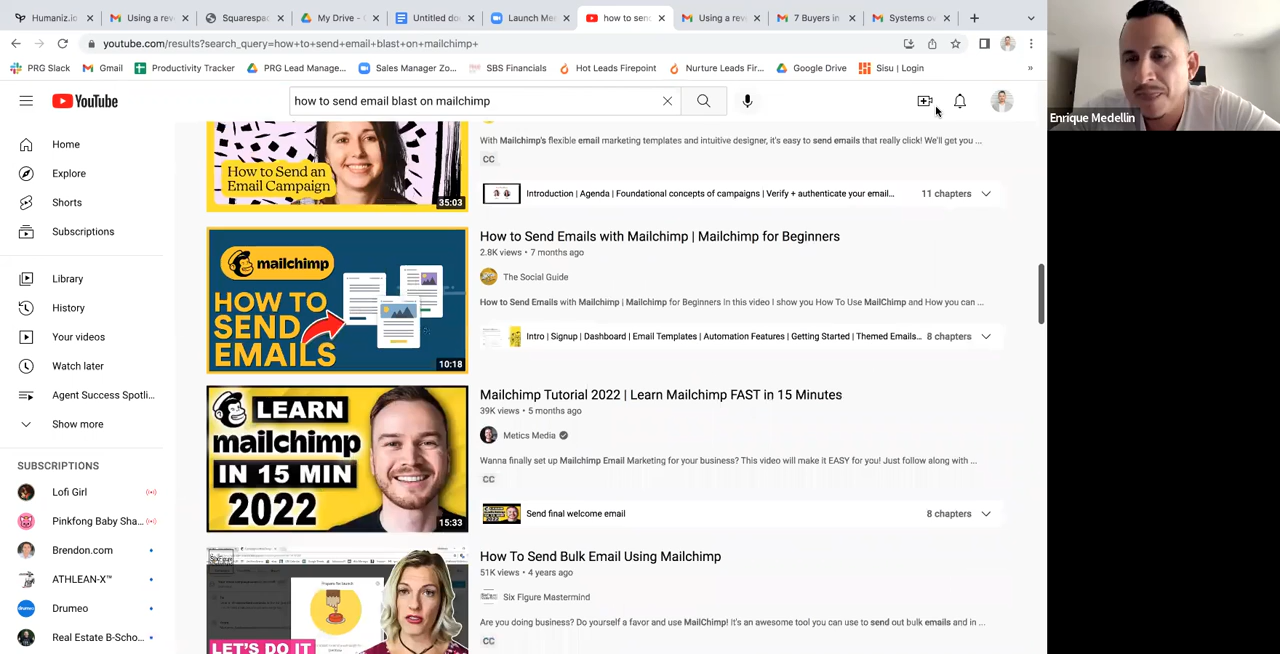 Humaniz.io
Using a rev
Squarespa
My Drive -
Untitled do
Launch Me
how to sen
Using a rev
7 Buyers in
Systems ov
youtube.com/results?search_query=how+to+send+email+blast+on+mailchimp+
PRG Slack
Gmail
Productivity Tracker
PRG Lead Manage...
Sales Manager Zo...
SBS Financials
Hot Leads Firepoint
Nurture Leads Fir...
Google Drive
Sisu | Login
»
YouTube
how to send email blast on mailchimp
Enrique Medellin
Home
Explore
Shorts
Subscriptions
Library
History
Your videos
Watch later
Agent Success Spotli...
Show more
SUBSCRIPTIONS
Lofi Girl
Pinkfong Baby Sha...
Brendon.com
ATHLEAN-X™
Drumeo
Real Estate B-Scho...
How to Send an
Email Campaign
35:03
With Mailchimp's flexible email marketing templates and intuitive designer, it's easy to send emails that really click! We'll get you ...
CC
Introduction | Agenda | Foundational concepts of campaigns | Verify + authenticate your email...
11 chapters
mailchimp
HOW TO
SEND
EMAILS
10:18
How to Send Emails with Mailchimp | Mailchimp for Beginners
2.8K views • 7 months ago
The Social Guide
How to Send Emails with Mailchimp | Mailchimp for Beginners in this video I show you How To Use MailChimp and How you can ...
Intro | Signup | Dashboard | Email Templates | Automation Features | Getting Started | Themed Emails...
8 chapters
LEARN
mailchimp
IN 15 MIN
2022
15:33
Mailchimp Tutorial 2022 | Learn Mailchimp FAST in 15 Minutes
39K views • 5 months ago
Metics Media
Wanna finally set up Mailchimp Email Marketing for your business? This video will make it EASY for you! Just follow along with ...
CC
Send final welcome email
8 chapters
LET'S DO IT
How To Send Bulk Email Using Mailchimp
51K views • 4 years ago
Six Figure Mastermind
Are you doing business? Do yourself a favor and use MailChimp! It's an awesome tool you can use to send out bulk emails and in ...
CC